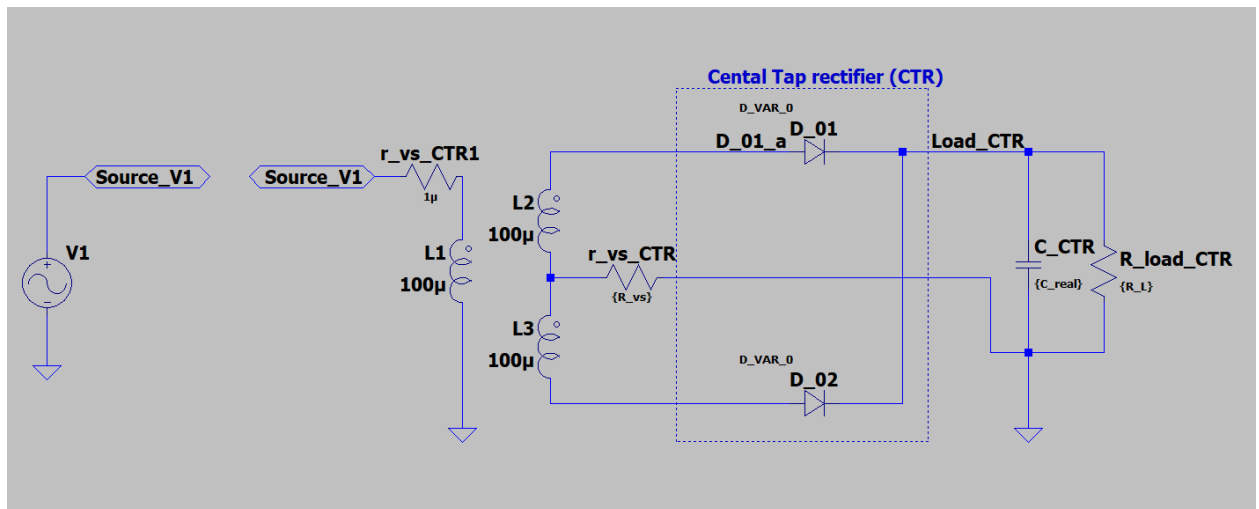 Cental Tap rectifier (CTR)
D_VAR_0
D_01
D_01_a
Load_CTR
r_vs_CTR1
1µ
Source_V1
Source_V1
V1
L1
100µ
L2
100µ
r_vs_CTR
{R_vs}
C_CTR
{C_real}
R_load_CTR
{R_L}
L3
100µ
D_VAR_0
D_02